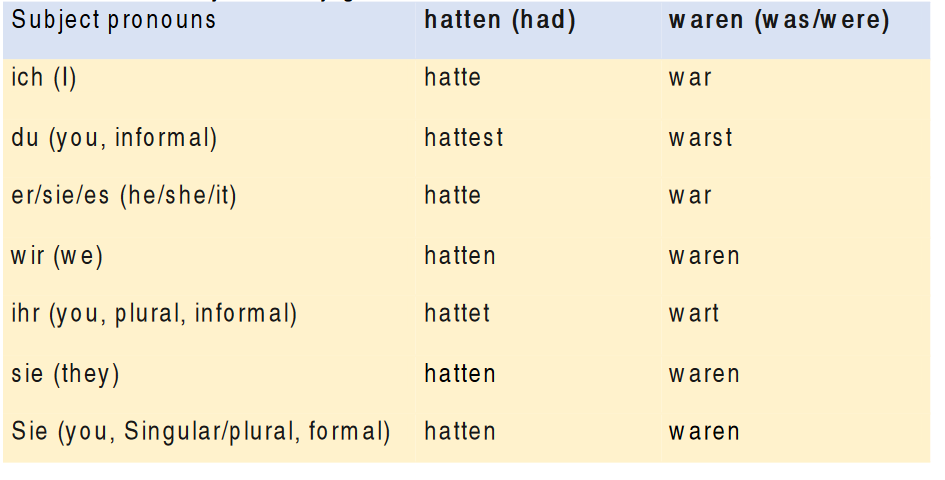 Subject pronouns hatten (had) waren (was/were)
ich (I) hatte war
du (you, informal) hattest warst
er/sie/es (he/she/it) hatte war
wir (we) hatten waren
ihr (you, plural, informal) hattet wart
sie (they) hatten waren
Sie (you, Singular/plural, formal) hatten waren